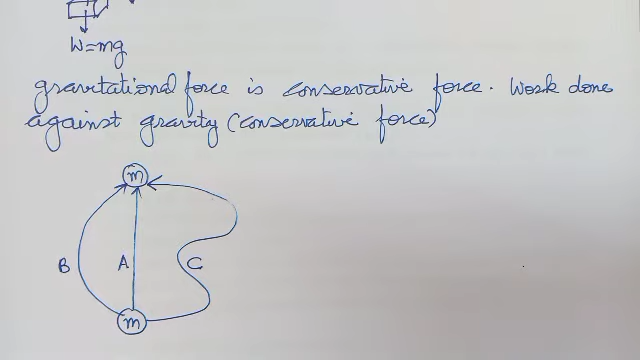 W=mg
gravitational force is conservative force. Work done
against gravity (conservative force)
m
B
A
C
m